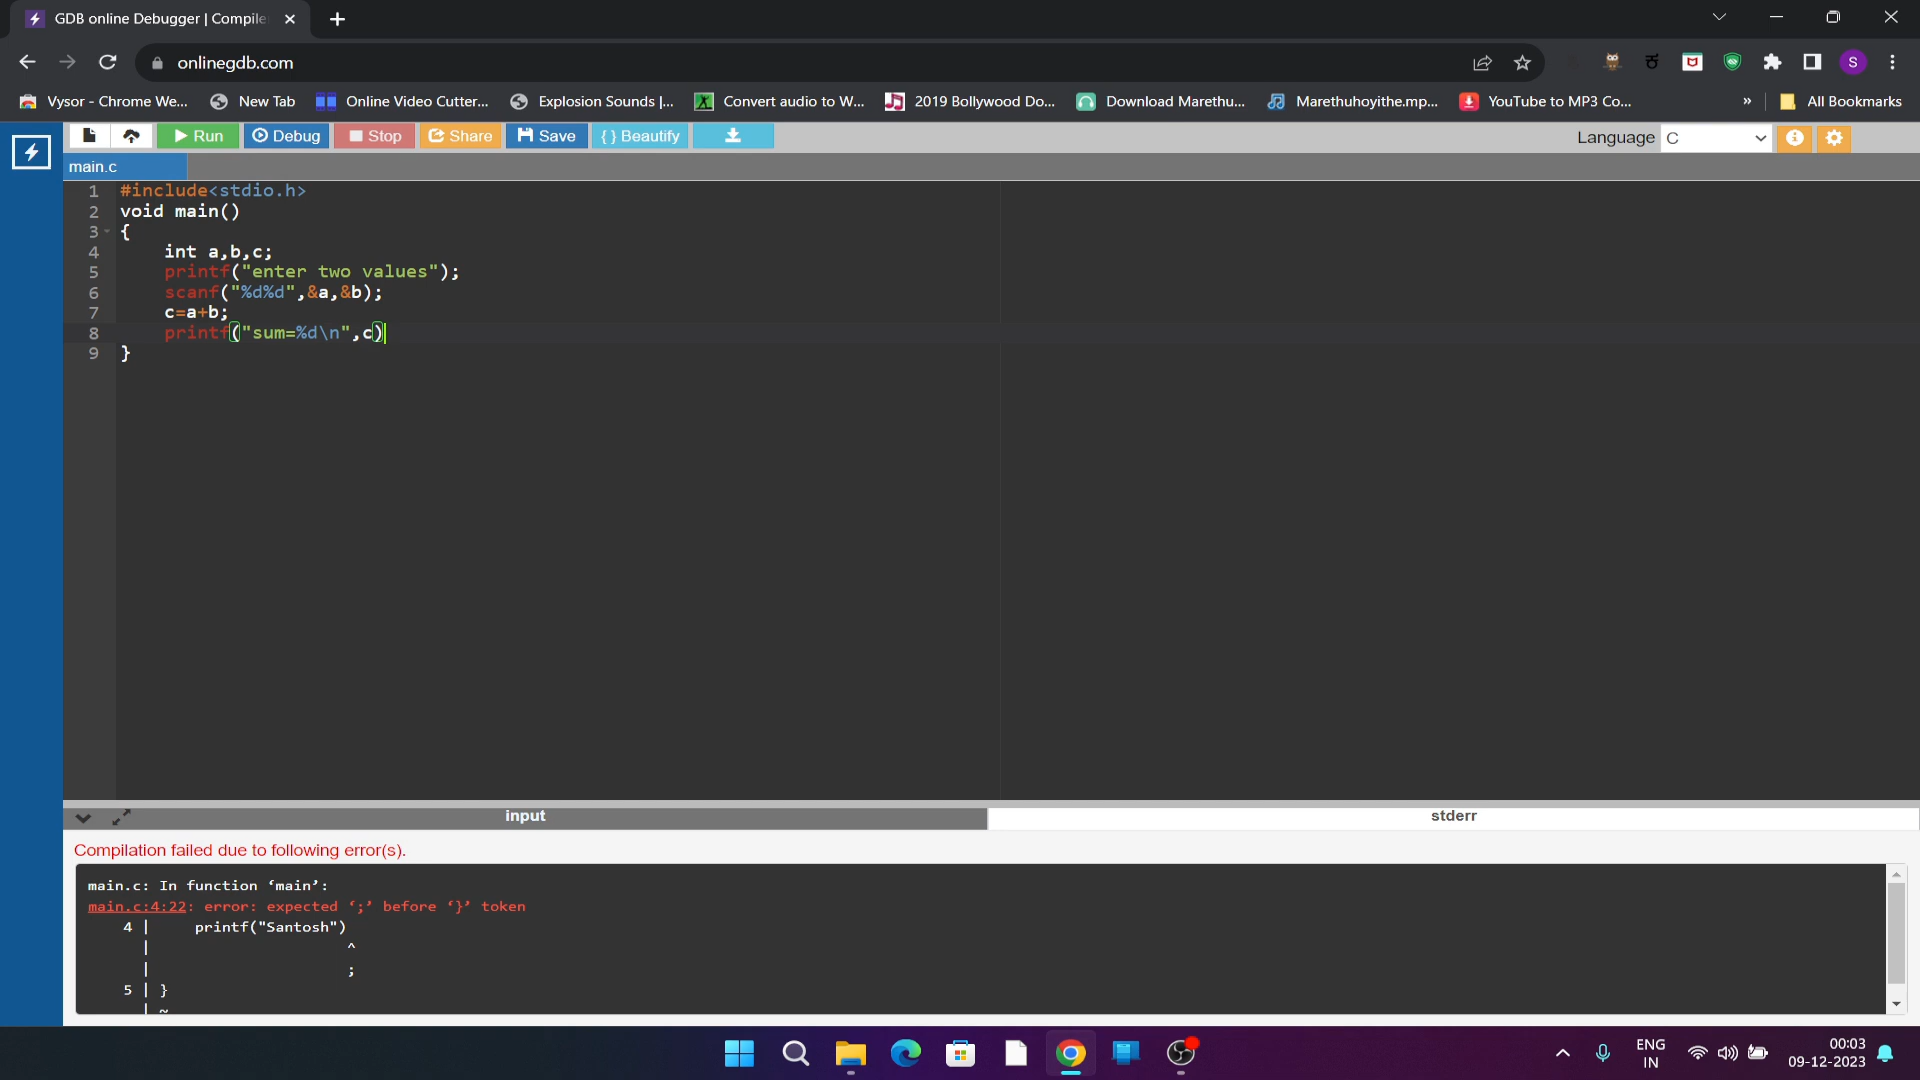 GDB online Debugger | Compile
onlinegdb.com
S
Vysor - Chrome We...
New Tab
Online Video Cutter...
Explosion Sounds |...
Convert audio to W...
2019 Bollywood Do...
Download Marethu...
Marethuhoyithe.mp...
YouTube to MP3 Co...
»
All Bookmarks
Run
Debug
Stop
Share
Save
{ } Beautify
Language
C
main.c
1 #include<stdio.h>
2 void main()
3 {
4 int a,b,c;
5 printf("enter two values");
6 scanf("%d%d",&a,&b);
7 c=a+b;
8 printf("sum=%d\n",c)
9 }
input
stderr
Compilation failed due to following error(s).
main.c: In function ‘main’:
main.c:4:22: error: expected ‘;’ before ‘}’ token
4 | printf("Santosh")
| ^
| ;
5 | }
| ~
ENG
IN
00:03
09-12-2023